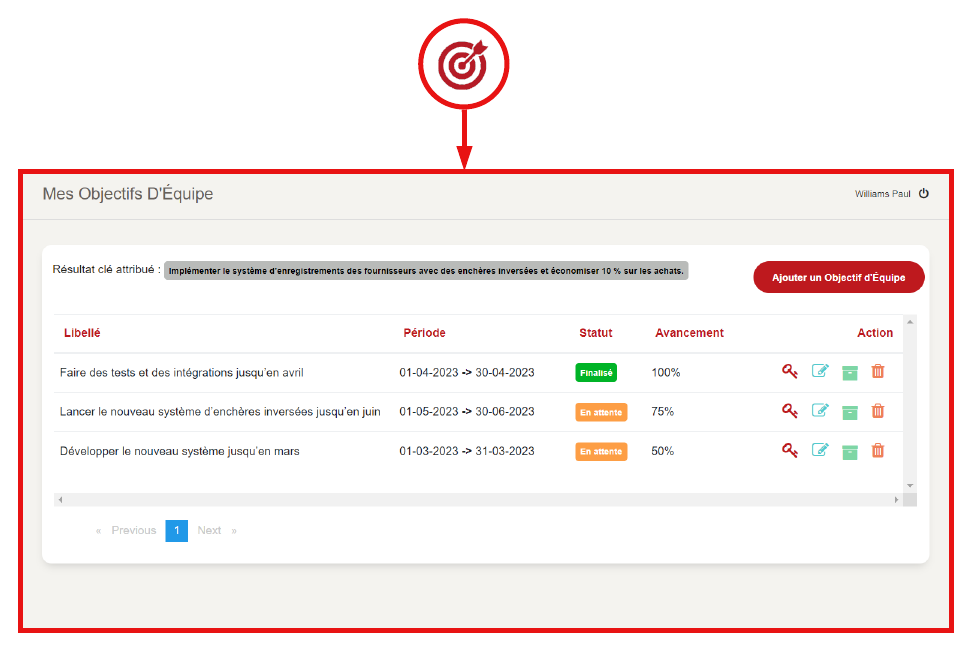 Mes Objectifs D'Équipe
Williams Paul
Résultat clé attribué : Implémenter le système d'enregistrements des fournisseurs avec des enchères inversées et économiser 10 % sur les achats.
Ajouter un Objectif d'Équipe
Libellé Période Statut Avancement Action
Faire des tests et des intégrations jusqu'en avril 01-04-2023 -> 30-04-2023 Finalisé 100%
Lancer le nouveau système d'enchères inversées jusqu'en juin 01-05-2023 -> 30-06-2023 En attente 75%
Développer le nouveau système jusqu'en mars 01-03-2023 -> 31-03-2023 En attente 50%
« Previous 1 Next »